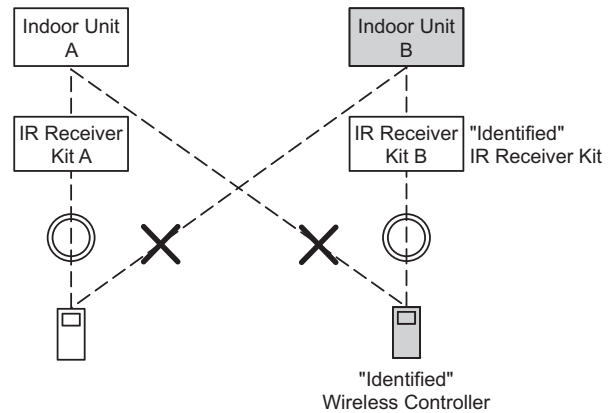 Indoor Unit
A
Indoor Unit
B
IR Receiver
Kit A
IR Receiver
Kit B
"Identified"
IR Receiver Kit
"Identified"
Wireless Controller